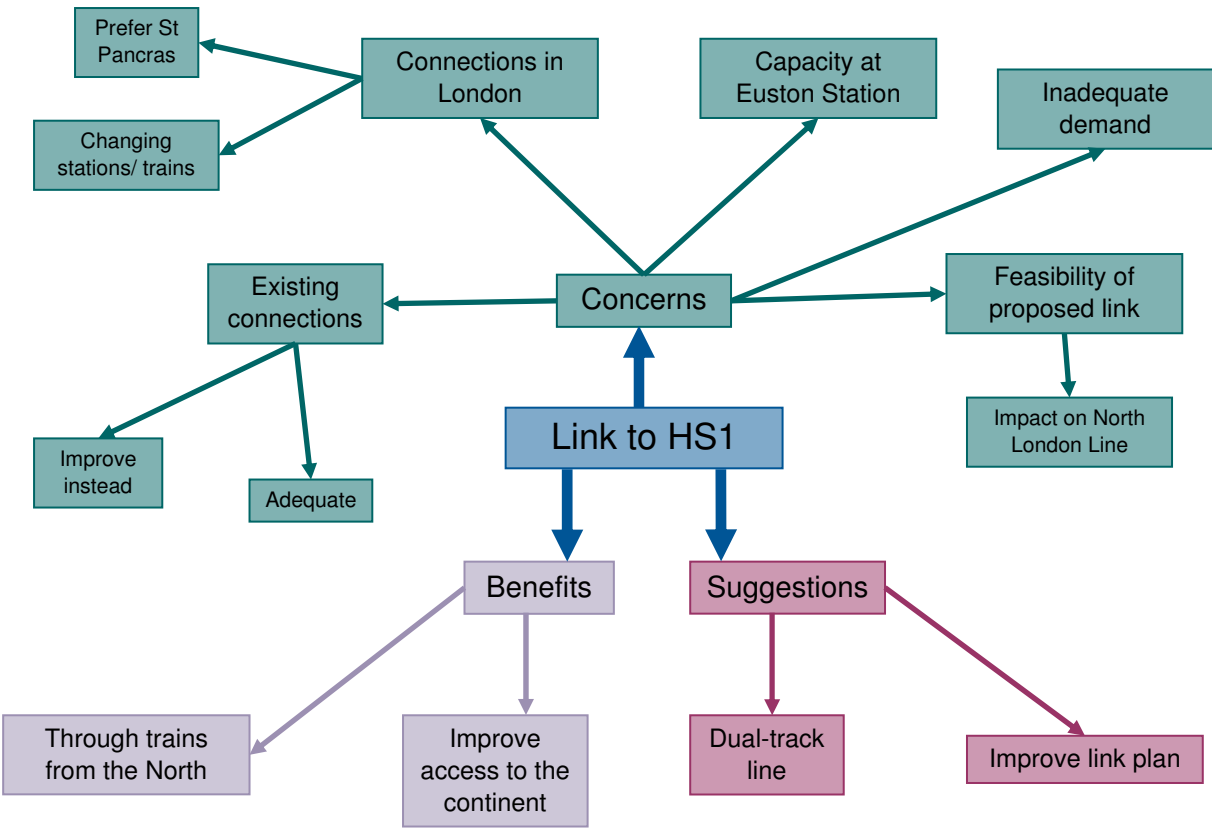 Prefer St
Pancras
Connections in
London
Capacity at
Euston Station
Inadequate
demand
Changing
stations/ trains
Existing
connections
Concerns
Feasibility of
proposed link
Link to HS1
Impact on North
London Line
Improve
instead
Adequate
Benefits
Suggestions
Through trains
from the North
Improve
access to the
continent
Dual-track
line
Improve link plan